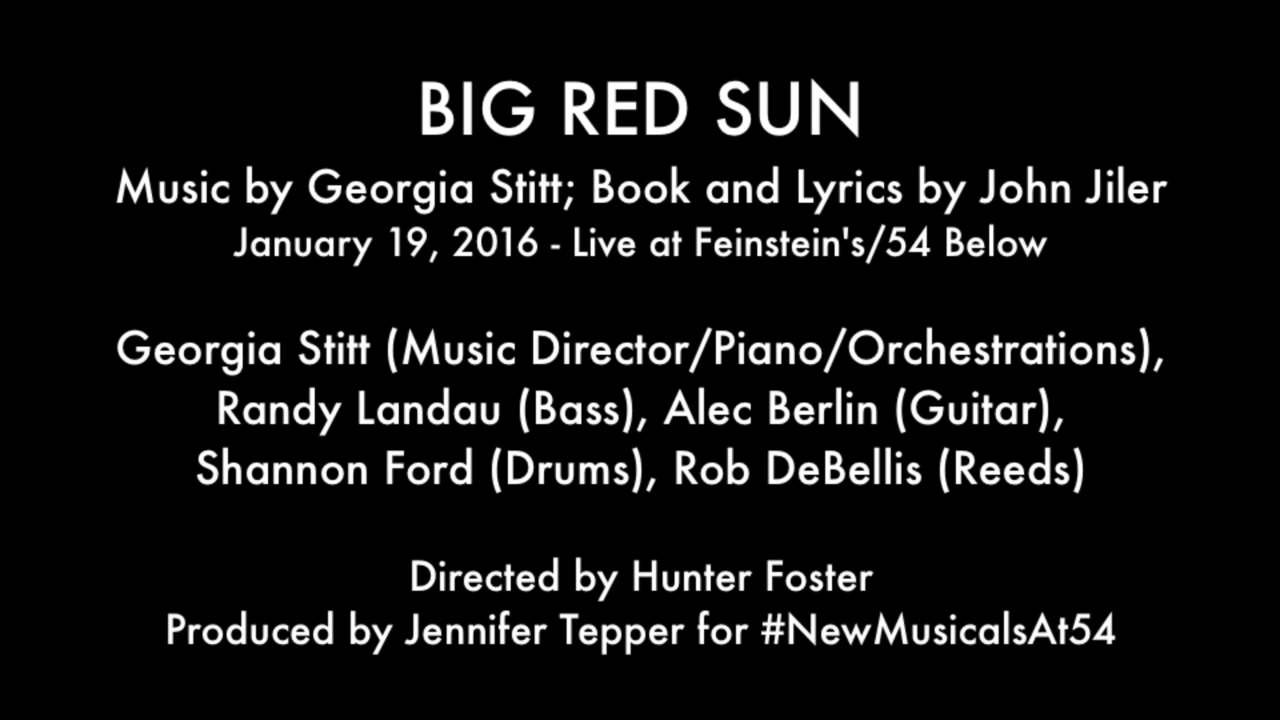 BIG RED SUN
Music by Georgia Stitt; Book and Lyrics by John Jiler
January 19, 2016 - Live at Feinstein's/54 Below
Georgia Stitt (Music Director/Piano/Orchestrations),
Randy Landau (Bass), Alec Berlin (Guitar),
Shannon Ford (Drums), Rob DeBellis (Reeds)
Directed by Hunter Foster
Produced by Jennifer Tepper for #NewMusicalsAt54